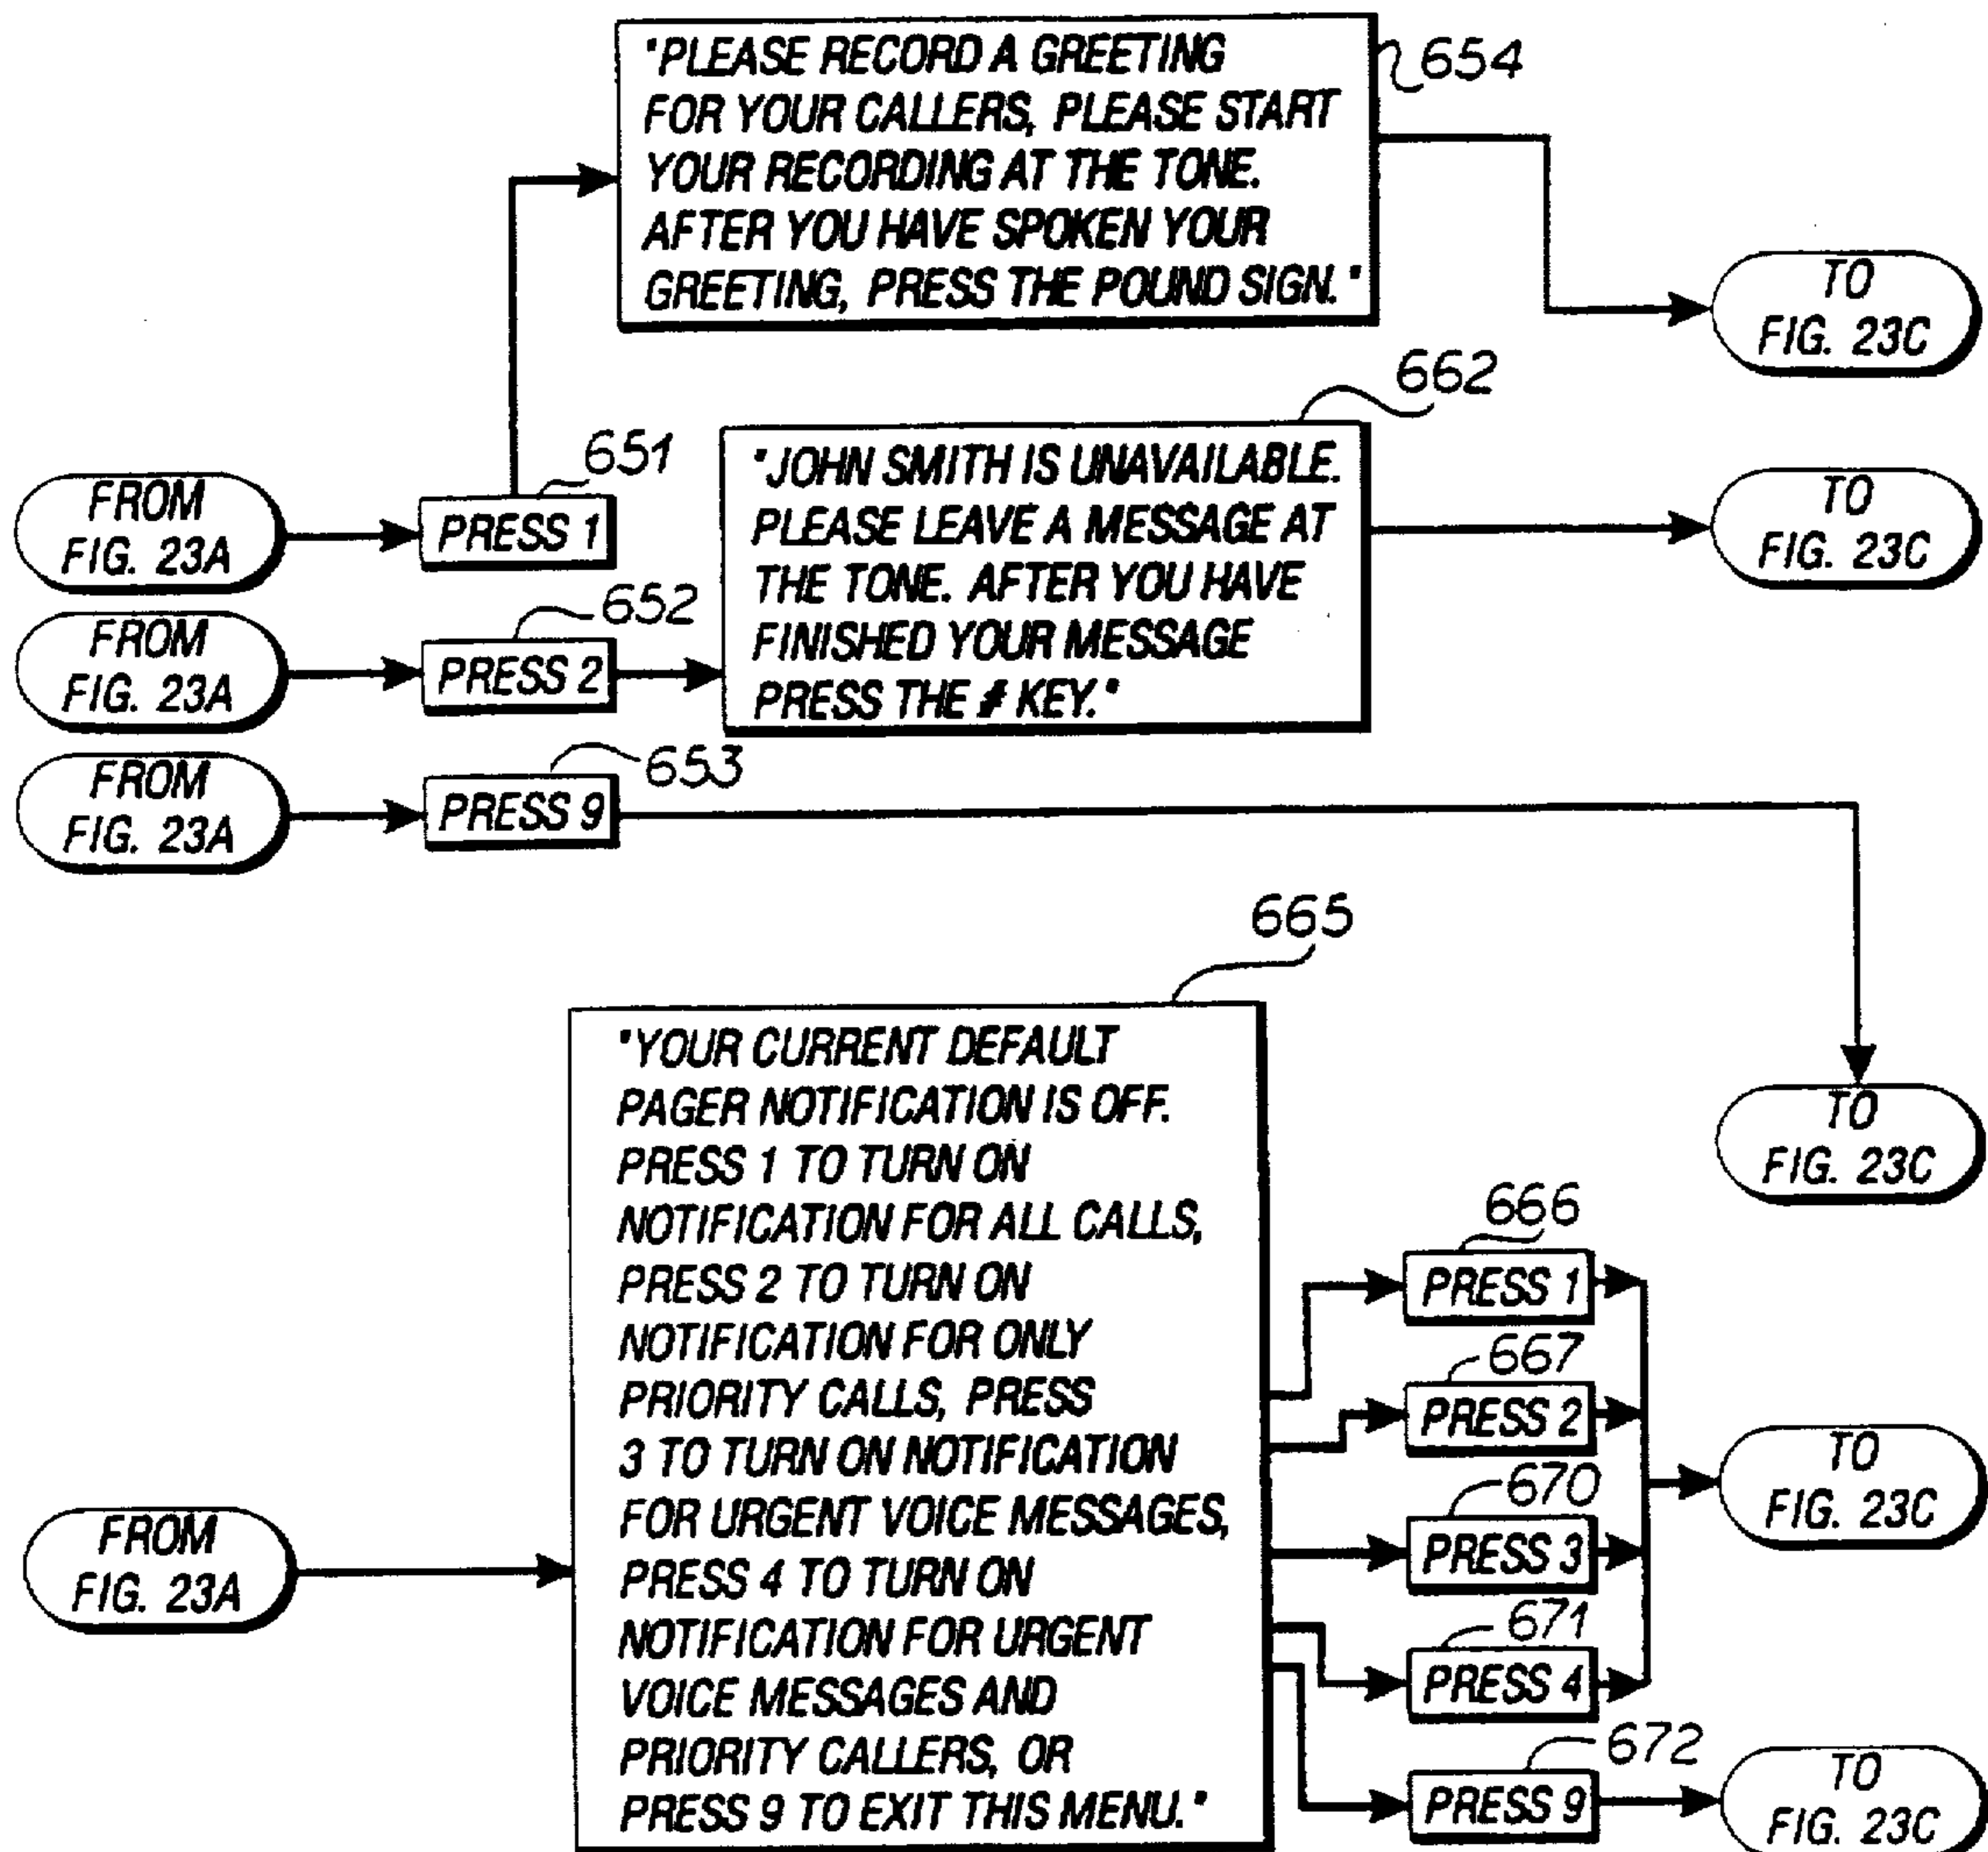 "PLEASE RECORD A GREETING
FOR YOUR CALLERS, PLEASE START
YOUR RECORDING AT THE TONE.
AFTER YOU HAVE SPOKEN YOUR
GREETING, PRESS THE POUND SIGN."
654
TO
FIG. 23C
FROM
FIG. 23A
651
PRESS 1
662
"JOHN SMITH IS UNAVAILABLE.
PLEASE LEAVE A MESSAGE AT
THE TONE. AFTER YOU HAVE
FINISHED YOUR MESSAGE
PRESS THE # KEY."
TO
FIG. 23C
FROM
FIG. 23A
652
PRESS 2
FROM
FIG. 23A
653
PRESS 9
TO
FIG. 23C
FROM
FIG. 23A
665
"YOUR CURRENT DEFAULT
PAGER NOTIFICATION IS OFF.
PRESS 1 TO TURN ON
NOTIFICATION FOR ALL CALLS,
PRESS 2 TO TURN ON
NOTIFICATION FOR ONLY
PRIORITY CALLS, PRESS
3 TO TURN ON NOTIFICATION
FOR URGENT VOICE MESSAGES,
PRESS 4 TO TURN ON
NOTIFICATION FOR URGENT
VOICE MESSAGES AND
PRIORITY CALLERS, OR
PRESS 9 TO EXIT THIS MENU."
666
PRESS 1
667
PRESS 2
670
PRESS 3
671
PRESS 4
TO
FIG. 23C
672
PRESS 9
TO
FIG. 23C